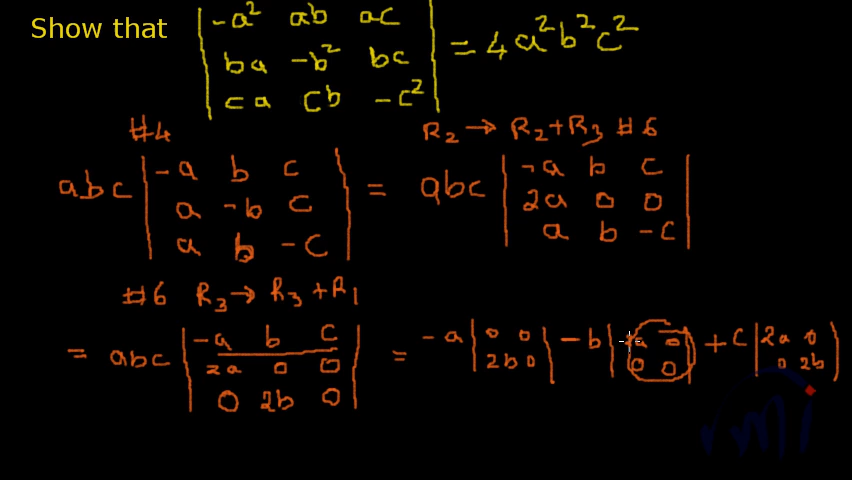 Show that | -a² ab ac | = 4a²b²c²
| ba -b² bc |
| ca cb -c² |
#4 R₂ → R₂+R₃ #6
abc | -a b c | = abc | -a b c |
| a -b c | | 2a 0 0 |
| a b -c | | a b -c |
#6 R₃ → R₃ + R₁
= abc | -a b c | = -a | 0 0 | - b | 2a 0 | + c | 2a 0 |
| 2a 0 0 | | 2b 0 | | 0 0 | | 0 2b |
| 0 2b 0 |
rmi